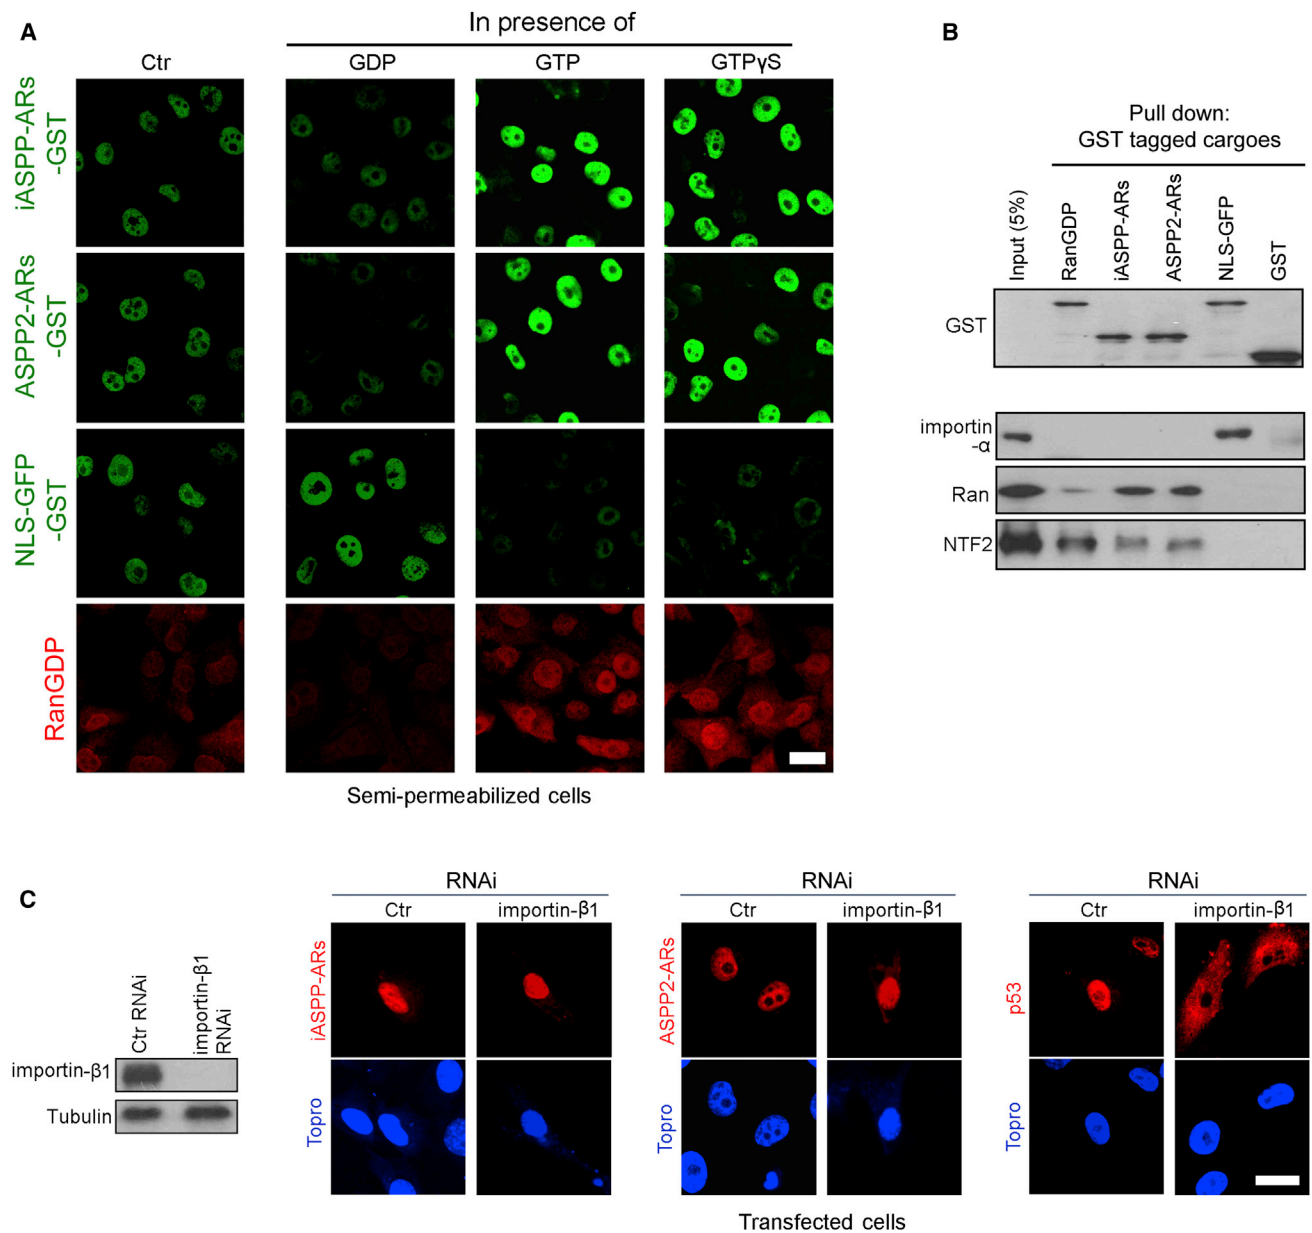 A
In presence of
Ctr
GDP
GTP
GTPγS
iASPP-ARs
-GST
ASPP2-ARs
-GST
NLS-GFP
-GST
RanGDP
Semi-permeabilized cells
B
Pull down:
GST tagged cargoes
Input (5%)
RanGDP
iASPP-ARs
ASPP2-ARs
NLS-GFP
GST
GST
importin
-α
Ran
NTF2
C
Ctr RNAi
importin-β1
RNAi
importin-β1
Tubulin
RNAi
Ctr
importin-β1
iASPP-ARs
Topro
RNAi
Ctr
importin-β1
ASPP2-ARs
Topro
RNAi
Ctr
importin-β1
p53
Topro
Transfected cells